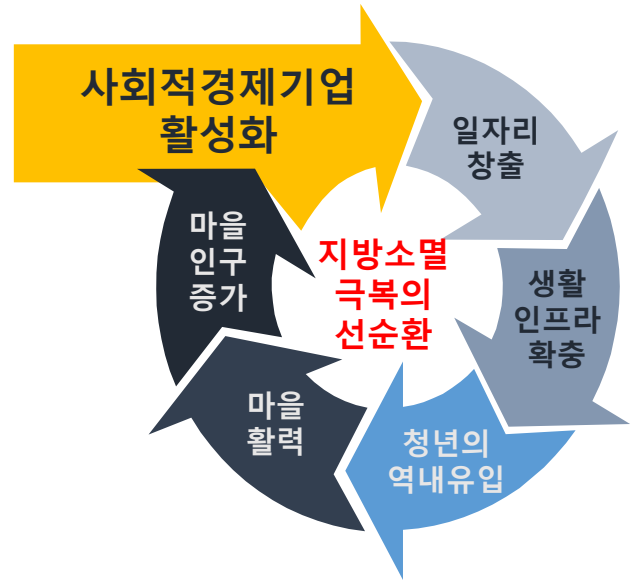 사회적경제기업
활성화
일자리
창출
생활
인프라
확충
청년의
역내유입
마을
활력
마을
인구
증가
지방소멸
극복의
선순환